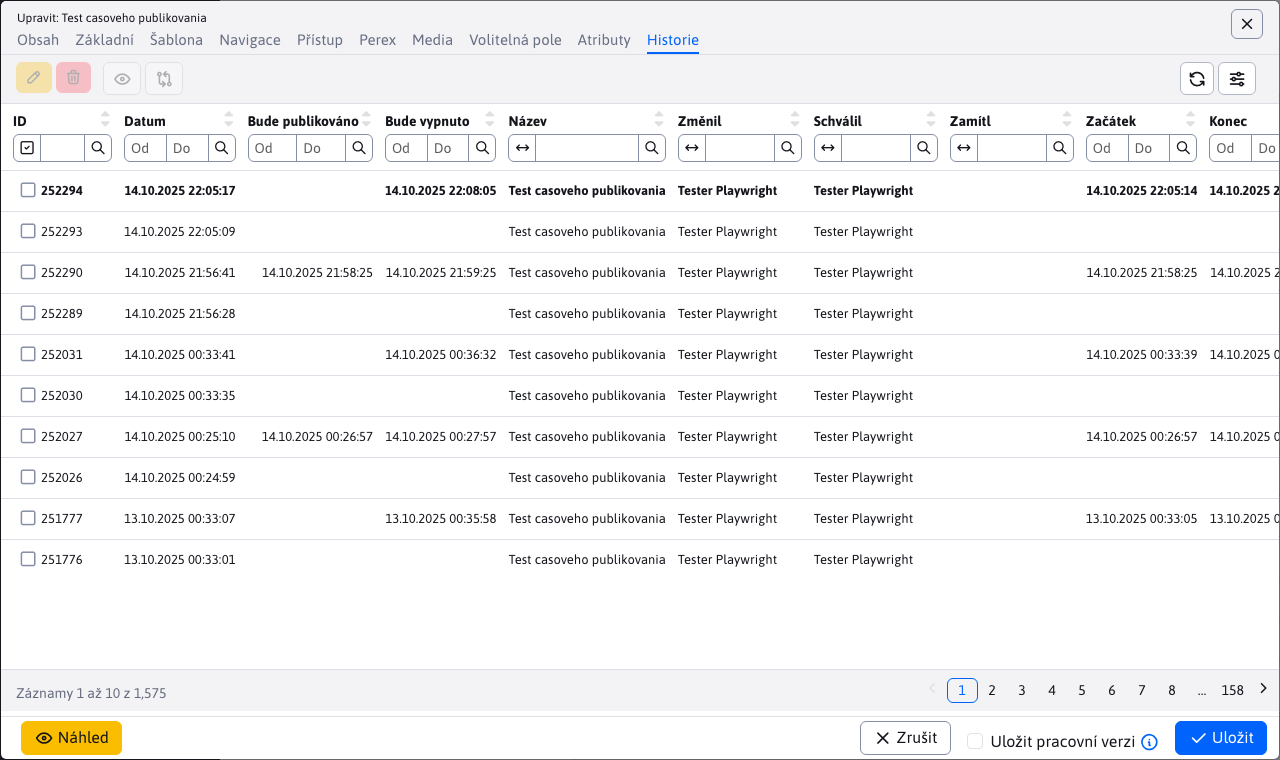 Upravit: Test casoveho publikovania
Obsah Základní Šablona Navigace Přístup Perex Media Volitelná pole Atributy Historie
ID Datum Bude publikováno Bude vypnuto Název Změnil Schválil Zamítl Začátek Konec
Od Do Od Do Od Do Od Do Od Do
252294 14.10.2025 22:05:17 14.10.2025 22:08:05 Test casoveho publikovania Tester Playwright Tester Playwright 14.10.2025 22:05:14 14.10.2025 2
252293 14.10.2025 22:05:09 Test casoveho publikovania Tester Playwright Tester Playwright
252290 14.10.2025 21:56:41 14.10.2025 21:58:25 14.10.2025 21:59:25 Test casoveho publikovania Tester Playwright Tester Playwright 14.10.2025 21:58:25 14.10.2025 2
252289 14.10.2025 21:56:28 Test casoveho publikovania Tester Playwright Tester Playwright
252031 14.10.2025 00:33:41 14.10.2025 00:36:32 Test casoveho publikovania Tester Playwright Tester Playwright 14.10.2025 00:33:39 14.10.2025 0
252030 14.10.2025 00:33:35 Test casoveho publikovania Tester Playwright Tester Playwright
252027 14.10.2025 00:25:10 14.10.2025 00:26:57 14.10.2025 00:27:57 Test casoveho publikovania Tester Playwright Tester Playwright 14.10.2025 00:26:57 14.10.2025 0
252026 14.10.2025 00:24:59 Test casoveho publikovania Tester Playwright Tester Playwright
251777 13.10.2025 00:33:07 13.10.2025 00:35:58 Test casoveho publikovania Tester Playwright Tester Playwright 13.10.2025 00:33:05 13.10.2025 0
251776 13.10.2025 00:33:01 Test casoveho publikovania Tester Playwright Tester Playwright
Záznamy 1 až 10 z 1,575 1 2 3 4 5 6 7 8 ... 158
Náhled Zrušit Uložit pracovní verzi Uložit